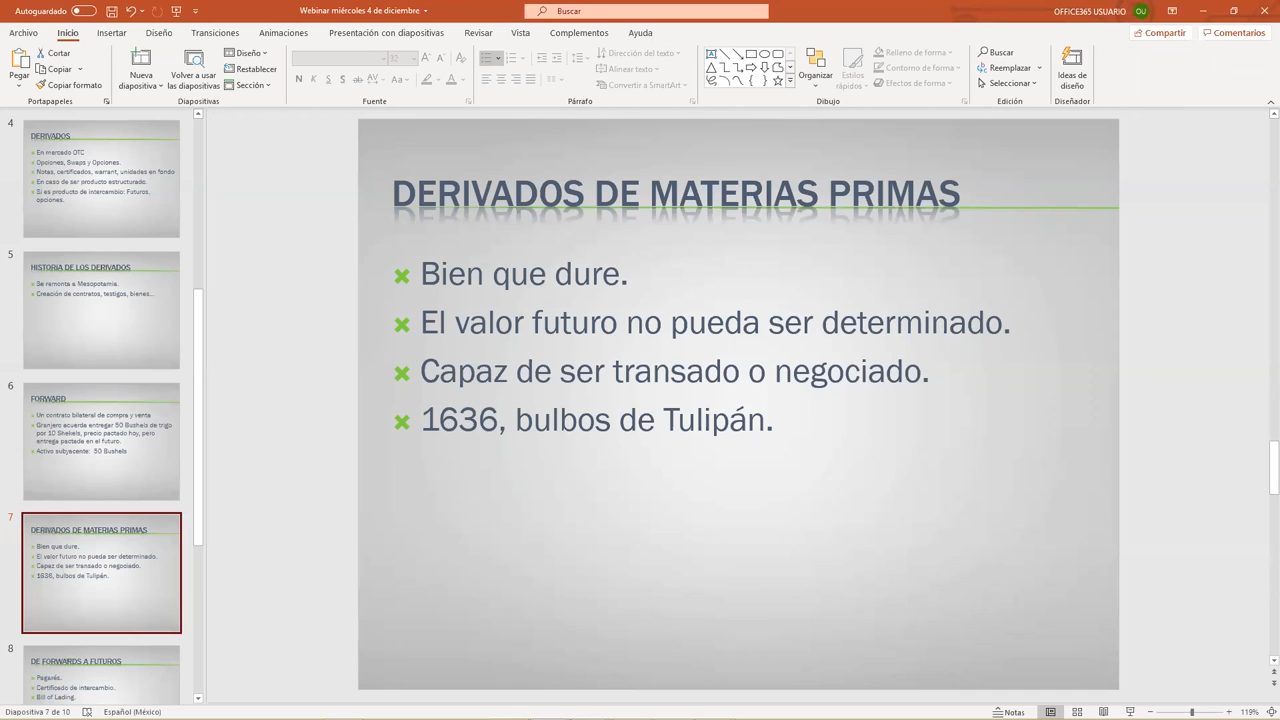 Autoguardado
Webinar miércoles 4 de diciembre
Buscar
OFFICE365 USUARIO
OU
Archivo
Inicio
Insertar
Diseño
Transiciones
Animaciones
Presentación con diapositivas
Revisar
Vista
Complementos
Ayuda
Compartir
Comentarios
Pegar
Cortar
Copiar
Copiar formato
Portapapeles
Nueva
diapositiva
Volver a usar
las diapositivas
Diseño
Restablecer
Sección
Diapositivas
32
N K S ab AV Aa A
Fuente
Dirección del texto
Alinear texto
Convertir a SmartArt
Párrafo
Organizar
Estilos
rápidos
Relleno de forma
Contorno de forma
Efectos de forma
Dibujo
Buscar
Reemplazar
Seleccionar
Edición
Ideas de
diseño
Diseñador
4
DERIVADOS
En mercado OTC
Opciones, Swaps y Opciones.
Notas, certificados, warrant, unidades en fondo
En caso de ser producto estructurado.
Si es producto de intercambio: Futuros,
opciones.
5
HISTORIA DE LOS DERIVADOS
Se remonta a Mesopotamia.
Creación de contratos, testigos, bienes...
6
FORWARD
Un contrato bilateral de compra y venta
Granjero acuerda entregar 50 Bushels de trigo
por 10 Shekels, precio pactado hoy, pero
entrega pactada en el futuro.
Activo subyacente: 50 Bushels
7
DERIVADOS DE MATERIAS PRIMAS
Bien que dure.
El valor futuro no pueda ser determinado.
Capaz de ser transado o negociado.
1636, bulbos de Tulipán.
8
DE FORWARDS A FUTUROS
Pagarés.
Certificado de intercambio.
Bill of Lading.
DERIVADOS DE MATERIAS PRIMAS
Bien que dure.
El valor futuro no pueda ser determinado.
Capaz de ser transado o negociado.
1636, bulbos de Tulipán.
Diapositiva 7 de 10
Español (México)
Notas
119%